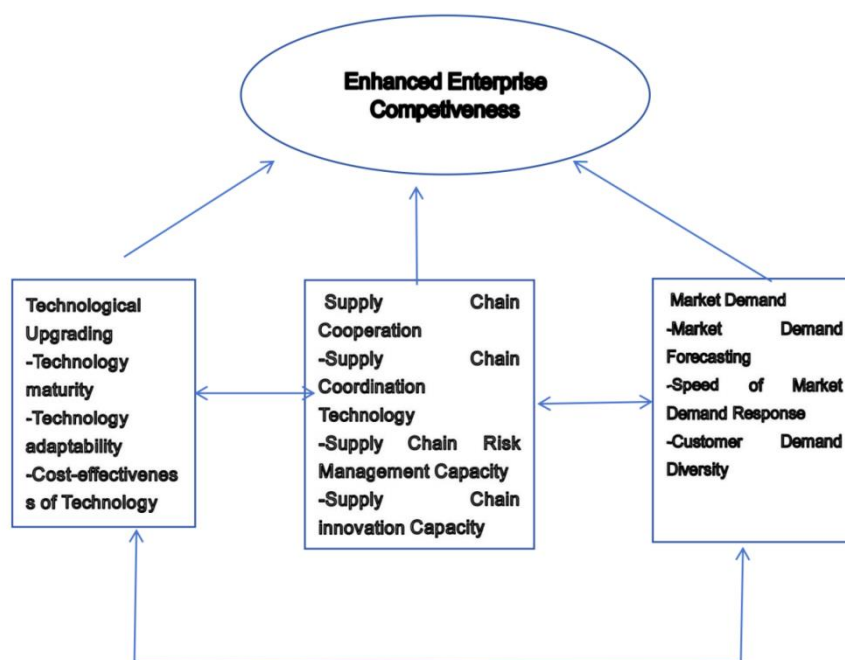 Enhanced Enterprise
Competiveness
Technological
Upgrading
-Technology
maturity
-Technology
adaptability
-Cost-effectivenes
s of Technology
Supply Chain
Cooperation
-Supply Chain
Coordination
Technology
-Supply Chain Risk
Management Capacity
-Supply Chain
innovation Capacity
Market Demand
-Market Demand
Forecasting
-Speed of Market
Demand Response
-Customer Demand
Diversity